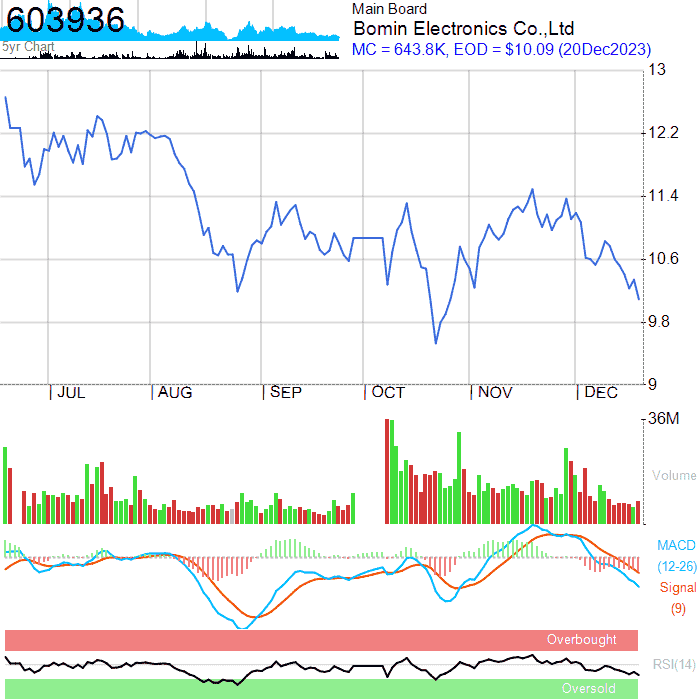 603936
5yr Chart
Main Board
Bomin Electronics Co.,Ltd
MC = 643.8K, EOD = $10.09 (20Dec2023)
13
12.2
11.4
10.6
9.8
9
JUL AUG SEP OCT NOV DEC
36M
Volume
MACD
(12-26)
Signal
(9)
Overbought
RSI(14)
Oversold